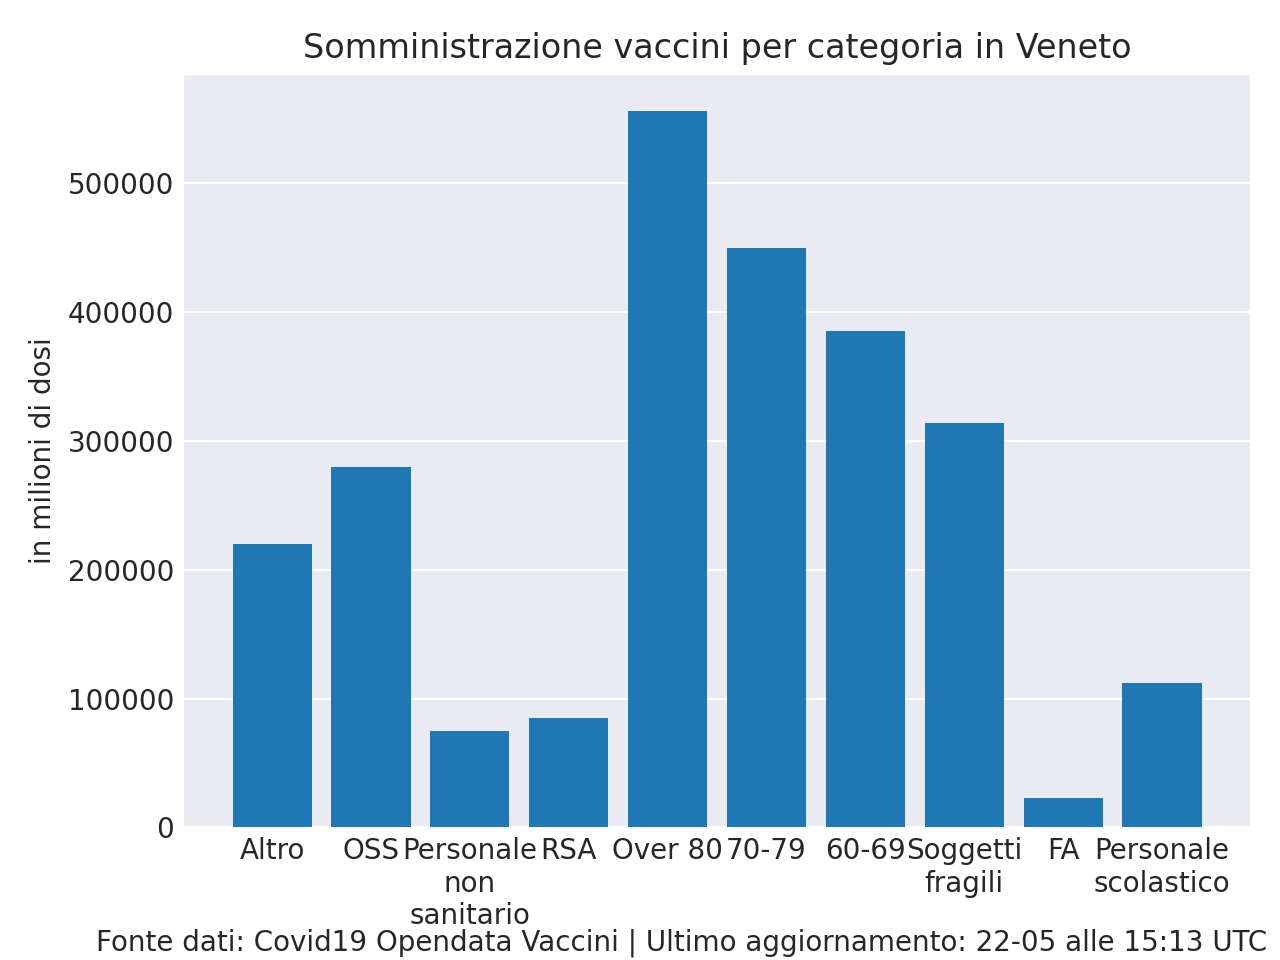 Somministrazione vaccini per categoria in Veneto
in milioni di dosi
500000
400000
300000
200000
100000
0
Altro
OSS
Personale
non
sanitario
RSA
Over 80
70-79
60-69
Soggetti
fragili
FA
Personale
scolastico
Fonte dati: Covid19 Opendata Vaccini | Ultimo aggiornamento: 22-05 alle 15:13 UTC